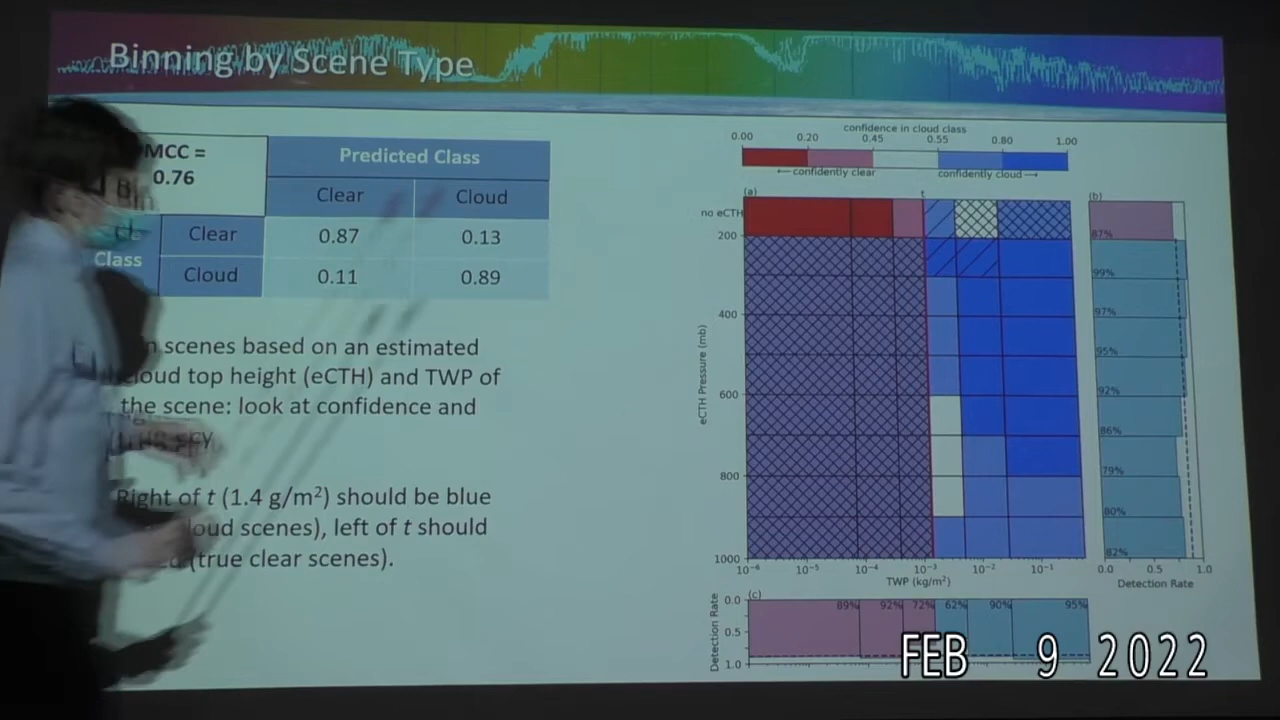 Binning by Scene Type
MCC =
0.76
Predicted Class
Clear
Cloud
Class
Clear
0.87
0.13
Cloud
0.11
0.89
scenes based on an estimated
cloud top height (eCTH) and TWP of
the scene: look at confidence and
Right of t (1.4 g/m²) should be blue
cloud scenes), left of t should
(true clear scenes).
confidence in cloud class
0.00 0.20 0.45 0.55 0.80 1.00
←confidently clear
confidently cloud→
(a)
t
(b)
no eCTH
200
400
600
800
1000
eCTH Pressure (mb)
10⁻⁶ 10⁻⁵ 10⁻⁴ 10⁻³ 10⁻² 10⁻¹
TWP (kg/m²)
87%
99%
97%
95%
92%
86%
79%
80%
82%
0.0 0.5 1.0
Detection Rate
(c)
Detection Rate
0.0
0.5
1.0
89% 92% 72% 62% 90% 95%
FEB 9 2022